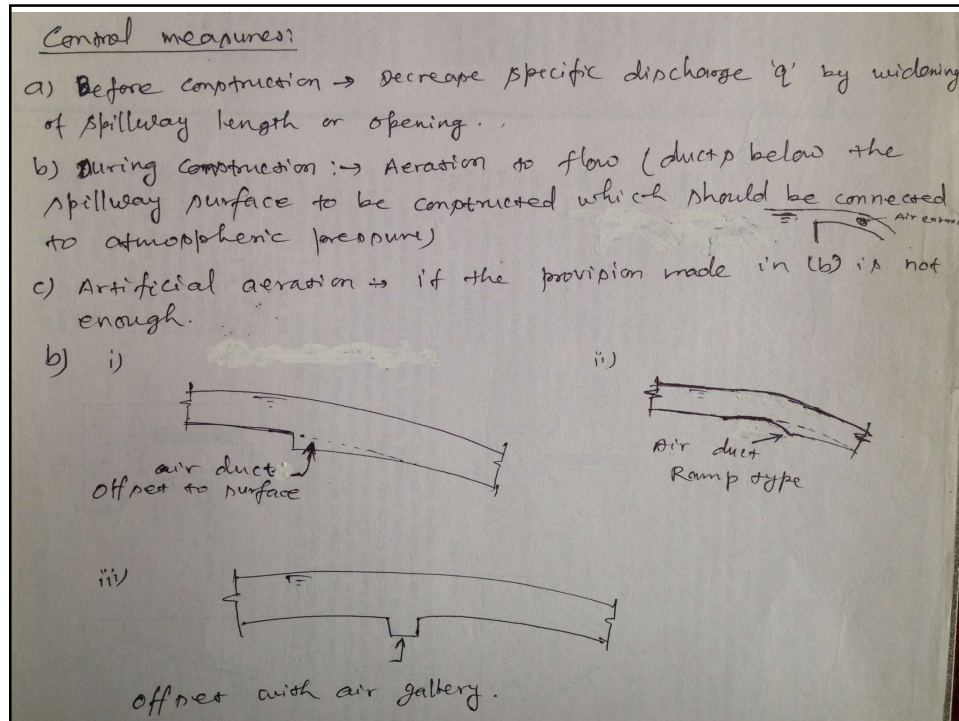 Control measures:
a) Before construction → Decrease specific discharge 'q' by widening
of spillway length or opening.
b) During construction :→ Aeration to flow (ducts below the
spillway surface to be constructed which should be connected
to atmospheric pressure)
Air
c) Artificial aeration → if the provision made in (b) is not
enough.
b) i)
ii)
air duct
offset to surface
Air duct
Ramp type
iii)
offset with air gallery.